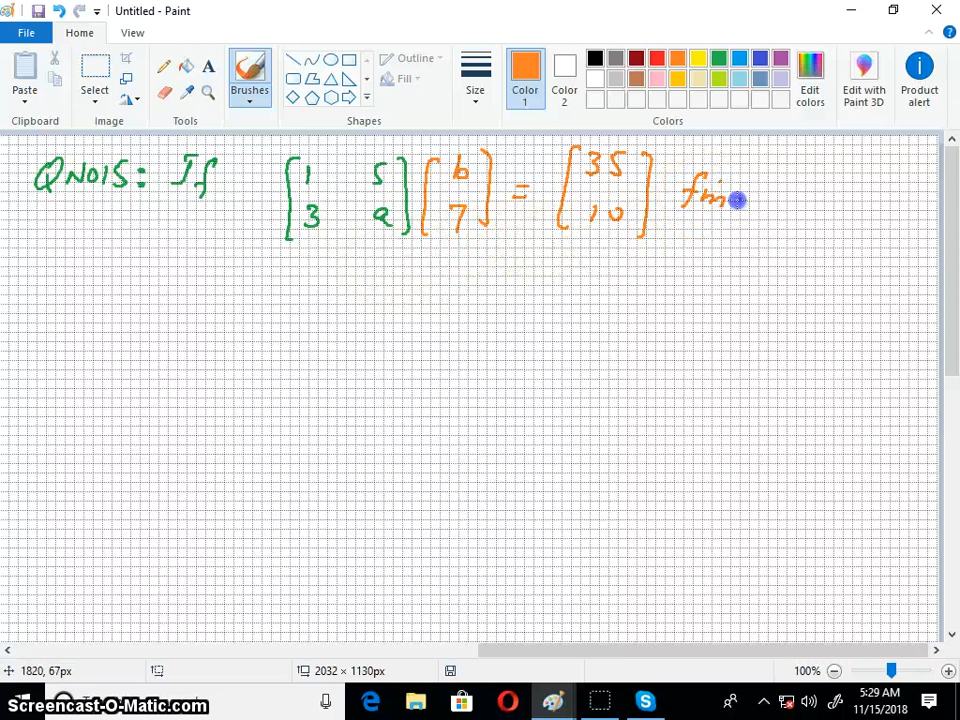 Untitled - Paint
File Home View
Paste Select Brushes Outline Fill Size Color 1 Color 2 Edit colors Edit with Paint 3D Product alert
Clipboard Image Tools Shapes Colors
QNO15: If [1 5 [b = [35 fin
3 a] 7] 10]
1820, 67px 2032 × 1130px 100%
Screencast-O-Matic.com 5:29 AM
11/15/2018